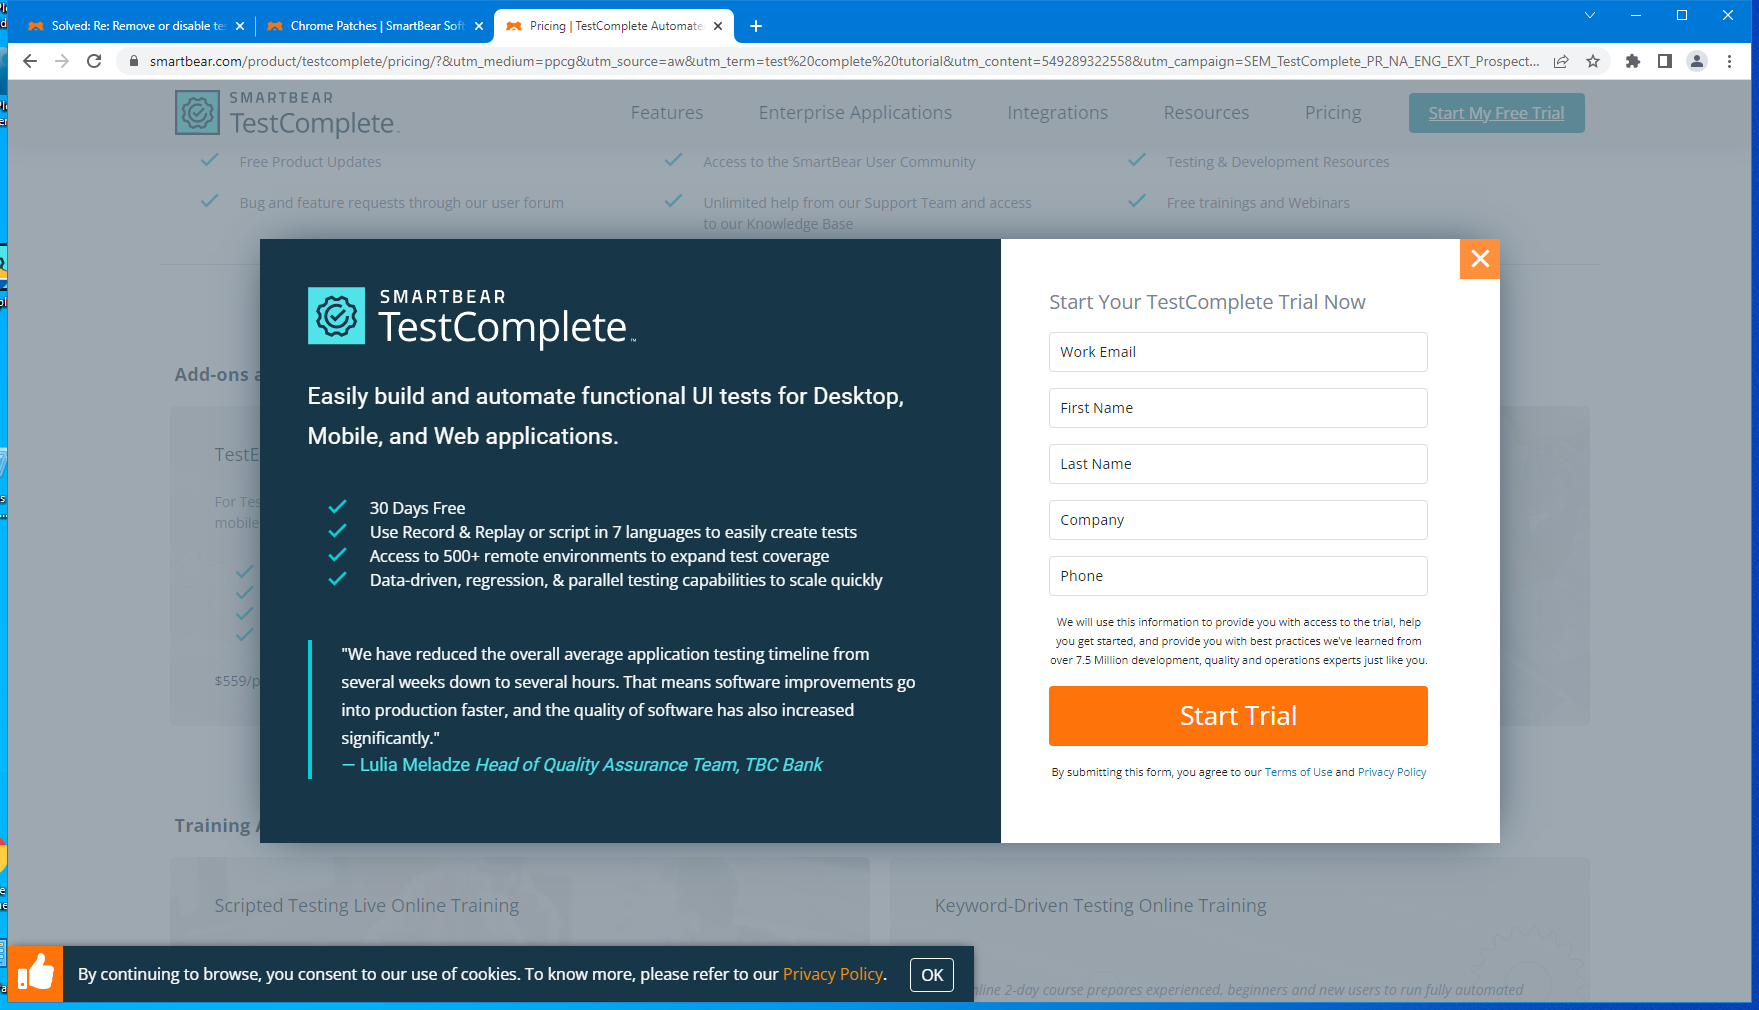 Solved: Re: Remove or disable te
Chrome Patches | SmartBear Soft
Pricing | TestComplete Automate
smartbear.com/product/testcomplete/pricing/?&utm_medium=ppcg&utm_source=aw&utm_term=test%20complete%20tutorial&utm_content=549289322558&utm_campaign=SEM_TestComplete_PR_NA_ENG_EXT_Prospect...
SMARTBEAR
TestComplete
Features
Enterprise Applications
Integrations
Resources
Pricing
Start My Free Trial
Free Product Updates
Access to the SmartBear User Community
Testing & Development Resources
Bug and feature requests through our user forum
Unlimited help from our Support Team and access
to our Knowledge Base
Free trainings and Webinars
Add-ons a
TestE
For Tes
mobile
$559/p
SMARTBEAR
TestComplete™
Easily build and automate functional UI tests for Desktop,
Mobile, and Web applications.
30 Days Free
Use Record & Replay or script in 7 languages to easily create tests
Access to 500+ remote environments to expand test coverage
Data-driven, regression, & parallel testing capabilities to scale quickly
"We have reduced the overall average application testing timeline from
several weeks down to several hours. That means software improvements go
into production faster, and the quality of software has also increased
significantly."
— Lulia Meladze Head of Quality Assurance Team, TBC Bank
Start Your TestComplete Trial Now
Work Email
First Name
Last Name
Company
Phone
We will use this information to provide you with access to the trial, help
you get started, and provide you with best practices we've learned from
over 7.5 Million development, quality and operations experts just like you.
Start Trial
By submitting this form, you agree to our Terms of Use and Privacy Policy
Training
Scripted Testing Live Online Training
Keyword-Driven Testing Online Training
nline 2-day course prepares experienced, beginners and new users to run fully automated
By continuing to browse, you consent to our use of cookies. To know more, please refer to our Privacy Policy.
OK